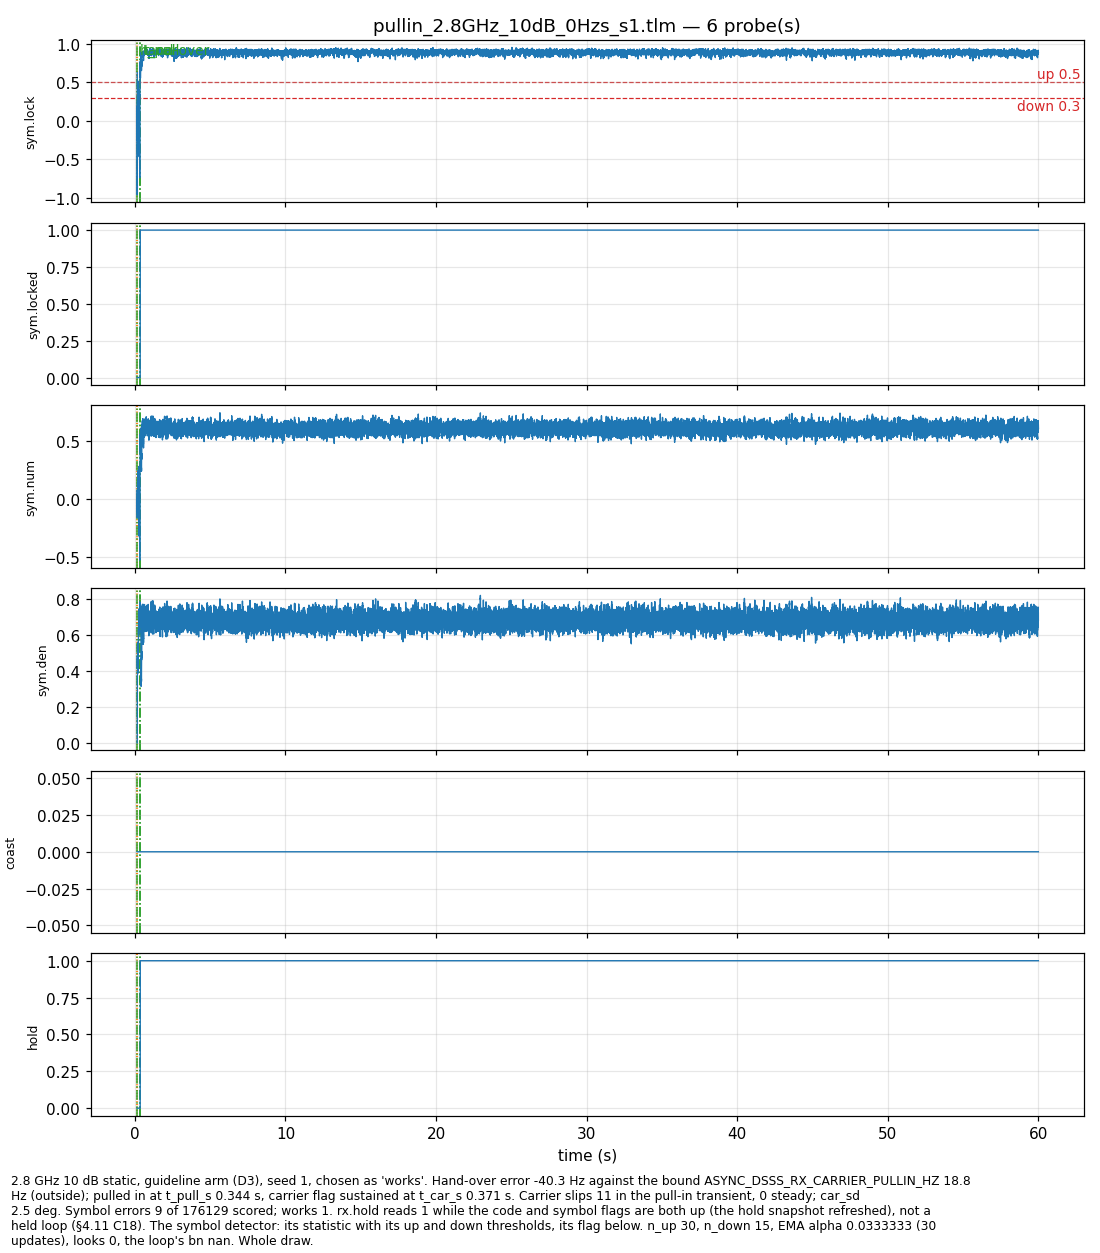 pullin_2.8GHz_10dB_0Hzs_s1.tlm — 6 probe(s)
1.0
0.5
0.0
−0.5
−1.0
sym.lock
up 0.5
down 0.3
1.00
0.75
0.50
0.25
0.00
sym.locked
0.5
0.0
−0.5
sym.num
0.8
0.6
0.4
0.2
0.0
sym.den
0.050
0.025
0.000
−0.025
−0.050
coast
1.00
0.75
0.50
0.25
0.00
hold
0 10 20 30 40 50 60
time (s)
2.8 GHz 10 dB static, guideline arm (D3), seed 1, chosen as 'works'. Hand-over error -40.3 Hz against the bound ASYNC_DSSS_RX_CARRIER_PULLIN_HZ 18.8
Hz (outside); pulled in at t_pull_s 0.344 s, carrier flag sustained at t_car_s 0.371 s. Carrier slips 11 in the pull-in transient, 0 steady; car_sd
2.5 deg. Symbol errors 9 of 176129 scored; works 1. rx.hold reads 1 while the code and symbol flags are both up (the hold snapshot refreshed), not a
held loop (§4.11 C18). The symbol detector: its statistic with its up and down thresholds, its flag below. n_up 30, n_down 15, EMA alpha 0.0333333 (30
updates), looks 0, the loop's bn nan. Whole draw.